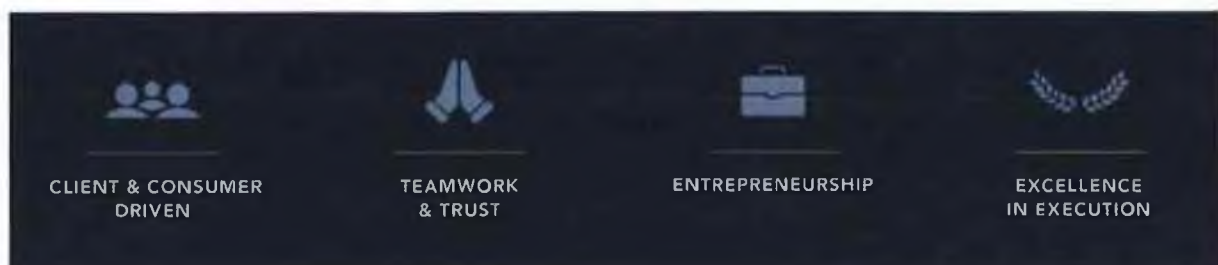 CLIENT & CONSUMER
DRIVEN
TEAMWORK
& TRUST
ENTREPRENEURSHIP
EXCELLENCE
IN EXECUTION